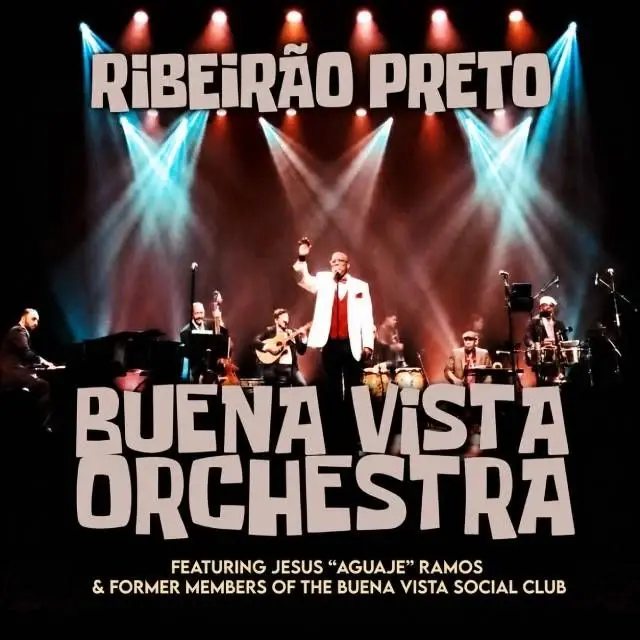 RIBEIRÃO PRETO
BUENA VISTA
ORCHESTRA
FEATURING JESUS “AGUAJE” RAMOS
& FORMER MEMBERS OF THE BUENA VISTA SOCIAL CLUB